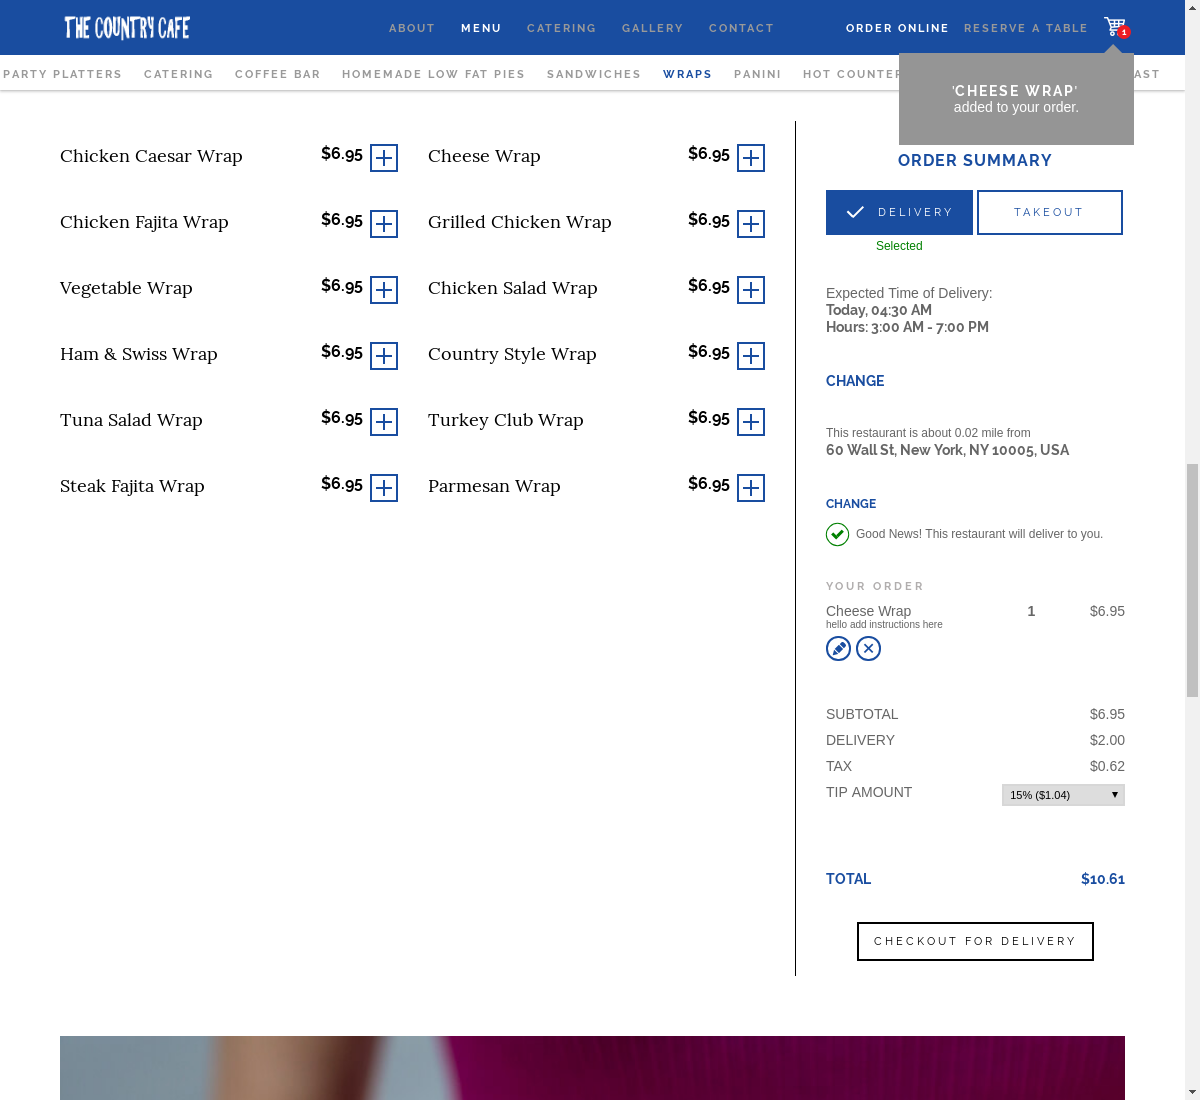 THE COUNTRY CAFE
ABOUT MENU CATERING GALLERY CONTACT ORDER ONLINE RESERVE A TABLE 1
PARTY PLATTERS CATERING COFFEE BAR HOMEMADE LOW FAT PIES SANDWICHES WRAPS PANINI HOT COUNTER AST
'CHEESE WRAP'
added to your order.
Chicken Caesar Wrap $6.95 Cheese Wrap $6.95
Chicken Fajita Wrap $6.95 Grilled Chicken Wrap $6.95
Vegetable Wrap $6.95 Chicken Salad Wrap $6.95
Ham & Swiss Wrap $6.95 Country Style Wrap $6.95
Tuna Salad Wrap $6.95 Turkey Club Wrap $6.95
Steak Fajita Wrap $6.95 Parmesan Wrap $6.95
ORDER SUMMARY
DELIVERY TAKEOUT
Selected
Expected Time of Delivery:
Today, 04:30 AM
Hours: 3:00 AM - 7:00 PM
CHANGE
This restaurant is about 0.02 mile from
60 Wall St, New York, NY 10005, USA
CHANGE
Good News! This restaurant will deliver to you.
YOUR ORDER
Cheese Wrap 1 $6.95
hello add instructions here
SUBTOTAL $6.95
DELIVERY $2.00
TAX $0.62
TIP AMOUNT 15% ($1.04)
TOTAL $10.61
CHECKOUT FOR DELIVERY